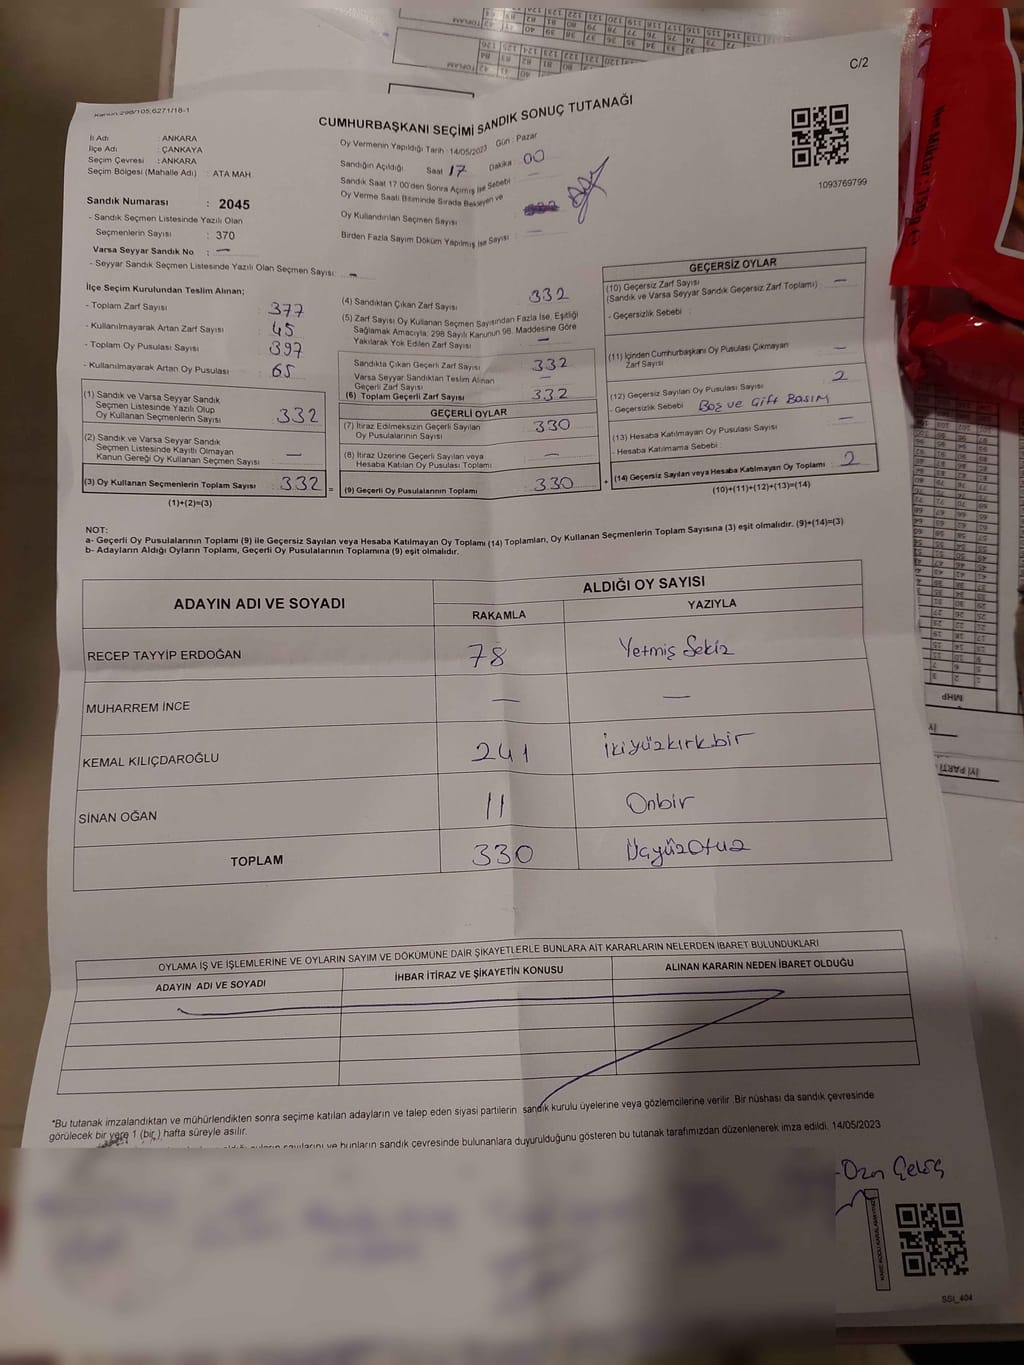 C/2
Kanun:298/105;6271/18-1
CUMHURBAŞKANI SEÇİMİ SANDIK SONUÇ TUTANAĞI
İl Adı : ANKARA
İlçe Adı : ÇANKAYA
Seçim Çevresi : ANKARA
Seçim Bölgesi (Mahalle Adı) : ATA MAH.
Sandık Numarası : 2045
- Sandık Seçmen Listesinde Yazılı Olan
Seçmenlerin Sayısı : 370
Varsa Seyyar Sandık No : —
- Seyyar Sandık Seçmen Listesinde Yazılı Olan Seçmen Sayısı: —
Oy Vermenin Yapıldığı Tarih : 14/05/2023 Gün : Pazar
Sandığın Açıldığı Saat 17 Dakika : 00
Sandık Saat 17.00'den Sonra Açılmış İse Sebebi : —
Oy Verme Saati Bitiminde Sırada Bekleyen ve
Oy Kullandırılan Seçmen Sayısı
Birden Fazla Sayım Döküm Yapılmış İse Sayısı : —
1093769799
İlçe Seçim Kurulundan Teslim Alınan;
- Toplam Zarf Sayısı : 377
- Kullanılmayarak Artan Zarf Sayısı : 45
- Toplam Oy Pusulası Sayısı : 397
- Kullanılmayarak Artan Oy Pusulası : 65
(1) Sandık ve Varsa Seyyar Sandık
Seçmen Listesinde Yazılı Olup
Oy Kullanan Seçmenlerin Sayısı : 332
(2) Sandık ve Varsa Seyyar Sandık
Seçmen Listesinde Kayıtlı Olmayan
Kanun Gereği Oy Kullanan Seçmen Sayısı : —
(3) Oy Kullanan Seçmenlerin Toplam Sayısı : 332
(1)+(2)=(3)
(4) Sandıktan Çıkan Zarf Sayısı : 332
(5) Zarf Sayısı Oy Kullanan Seçmen Sayısından Fazla İse, Eşitliği
Sağlamak Amacıyla; 298 Sayılı Kanunun 98. Maddesine Göre
Yakılarak Yok Edilen Zarf Sayısı : —
Sandıkta Çıkan Geçerli Zarf Sayısı : 332
Varsa Seyyar Sandıktan Teslim Alınan
Geçerli Zarf Sayısı : —
(6) Toplam Geçerli Zarf Sayısı : 332
GEÇERLİ OYLAR
(7) İtiraz Edilmeksizin Geçerli Sayılan
Oy Pusulalarının Sayısı : 330
(8) İtiraz Üzerine Geçerli Sayılan veya
Hesaba Katılan Oy Pusulası Toplamı : —
= (9) Geçerli Oy Pusulalarının Toplamı : 330
GEÇERSİZ OYLAR
(10) Geçersiz Zarf Sayısı : —
(Sandık ve Varsa Seyyar Sandık Geçersiz Zarf Toplamı)
- Geçersizlik Sebebi :
(11) İçinden Cumhurbaşkanı Oy Pusulası Çıkmayan : —
Zarf Sayısı
(12) Geçersiz Sayılan Oy Pusulası Sayısı : 2
- Geçersizlik Sebebi : Boş ve Gift Basım
(13) Hesaba Katılmayan Oy Pusulası Sayısı : —
- Hesaba Katılmama Sebebi :
+ (14) Geçersiz Sayılan veya Hesaba Katılmayan Oy Toplamı : 2
(10)+(11)+(12)+(13)=(14)
NOT:
a- Geçerli Oy Pusulalarının Toplamı (9) ile Geçersiz Sayılan veya Hesaba Katılmayan Oy Toplamı (14) Toplamları, Oy Kullanan Seçmenlerin Toplam Sayısına (3) eşit olmalıdır. (9)+(14)=(3)
b- Adayların Aldığı Oyların Toplamı, Geçerli Oy Pusulalarının Toplamına (9) eşit olmalıdır.
ADAYIN ADI VE SOYADI ALDIĞI OY SAYISI
RAKAMLA YAZIYLA
RECEP TAYYİP ERDOĞAN 78 Yetmiş Sekiz
MUHARREM İNCE — —
KEMAL KILIÇDAROĞLU 241 İkiyüzkırkbir
SİNAN OĞAN 11 Onbir
TOPLAM 330 Üçyüzotuz
OYLAMA İŞ VE İŞLEMLERİNE VE OYLARIN SAYIM VE DÖKÜMÜNE DAİR ŞİKAYETLERLE BUNLARA AİT KARARLARIN NELERDEN İBARET BULUNDUKLARI
ADAYIN ADI VE SOYADI İHBAR İTİRAZ VE ŞİKAYETİN KONUSU ALINAN KARARIN NEDEN İBARET OLDUĞU
"Bu tutanak imzalandıktan ve mühürlendikten sonra seçime katılan adayların ve talep eden siyasi partilerin sandık kurulu üyelerine veya gözlemcilerine verilir .Bir nüshası da sandık çevresinde
görülecek bir yere 1 (bir ) hafta süreyle asılır.
bunların sandık çevresinde bulunanlara duyurulduğunu gösteren bu tutanak tarafımızdan düzenlenerek imza edildi. 14/05/2023
SSI_404
MHP
İYİ PARTİ
TOPLAM